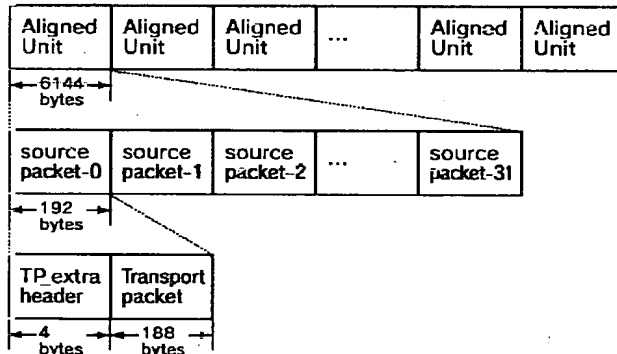 Aligned Unit Aligned Unit Aligned Unit ... Aligned Unit Aligned Unit
6144 bytes
source packet-0 source packet-1 source packet-2 ... source packet-31
192 bytes
TP_extra header Transport packet
4 bytes 188 bytes